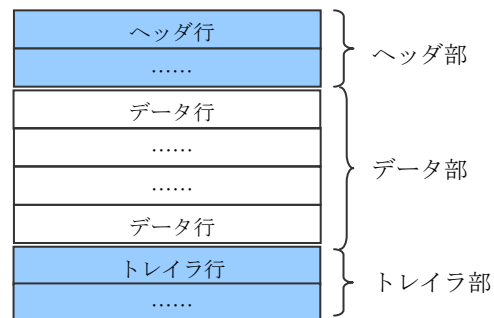 ヘッダ行
……
ヘッダ部
データ行
……
……
データ行
データ部
トレイラ行
……
トレイラ部